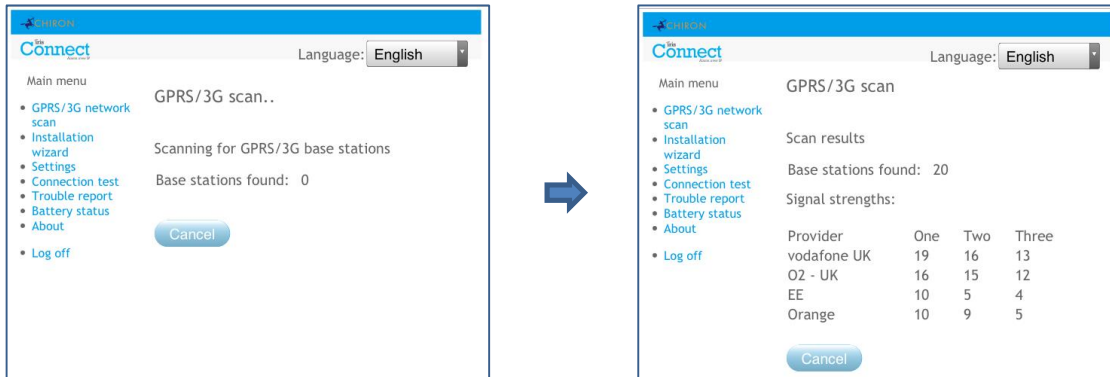 CHIRON
Iris
Connect
Language: English
Main menu
GPRS/3G network
scan
Installation
wizard
Settings
Connection test
Trouble report
Battery status
About
Log off
GPRS/3G scan..
Scanning for GPRS/3G base stations
Base stations found: 0
Cancel
CHIRON
Iris
Connect
Language: English
Main menu
GPRS/3G network
scan
Installation
wizard
Settings
Connection test
Trouble report
Battery status
About
Log off
GPRS/3G scan
Scan results
Base stations found: 20
Signal strengths:
Provider One Two Three
vodafone UK 19 16 13
O2 - UK 16 15 12
EE 10 5 4
Orange 10 9 5
Cancel